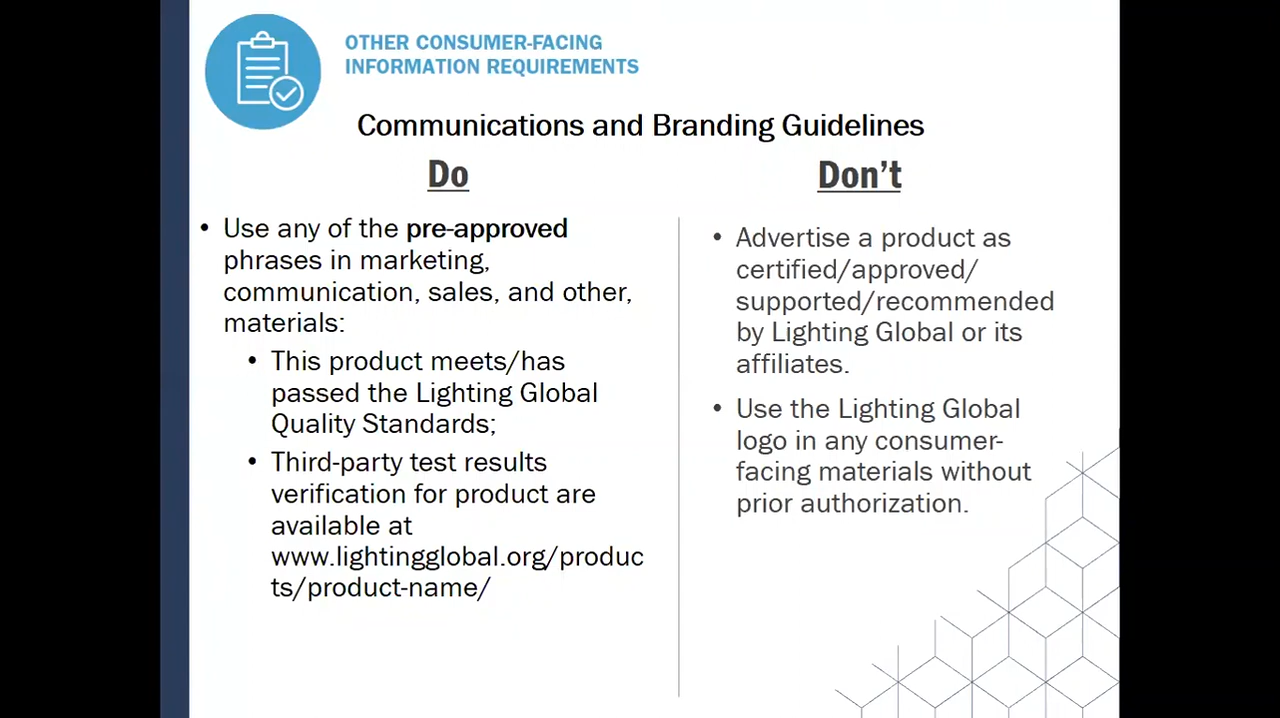 OTHER CONSUMER-FACING
INFORMATION REQUIREMENTS
Communications and Branding Guidelines
Do
• Use any of the pre-approved
phrases in marketing,
communication, sales, and other,
materials:
• This product meets/has
passed the Lighting Global
Quality Standards;
• Third-party test results
verification for product are
available at
www.lightingglobal.org/produc
ts/product-name/
Don’t
• Advertise a product as
certified/approved/
supported/recommended
by Lighting Global or its
affiliates.
• Use the Lighting Global
logo in any consumer-
facing materials without
prior authorization.